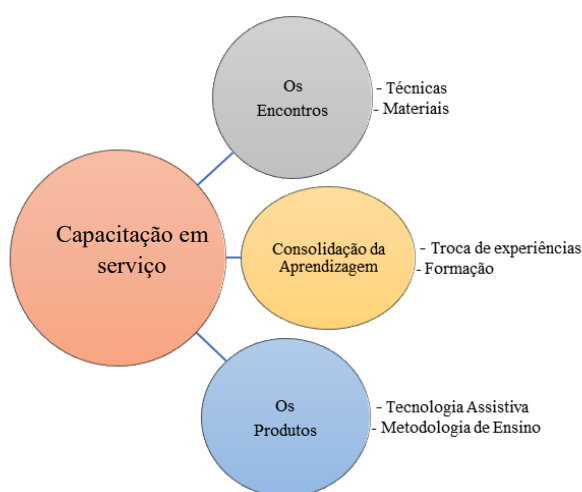 Os
Encontros
- Técnicas
- Materiais
Capacitação em
serviço
Consolidação da
Aprendizagem
- Troca de experiências
- Formação
Os
Produtos
- Tecnologia Assistiva
- Metodologia de Ensino